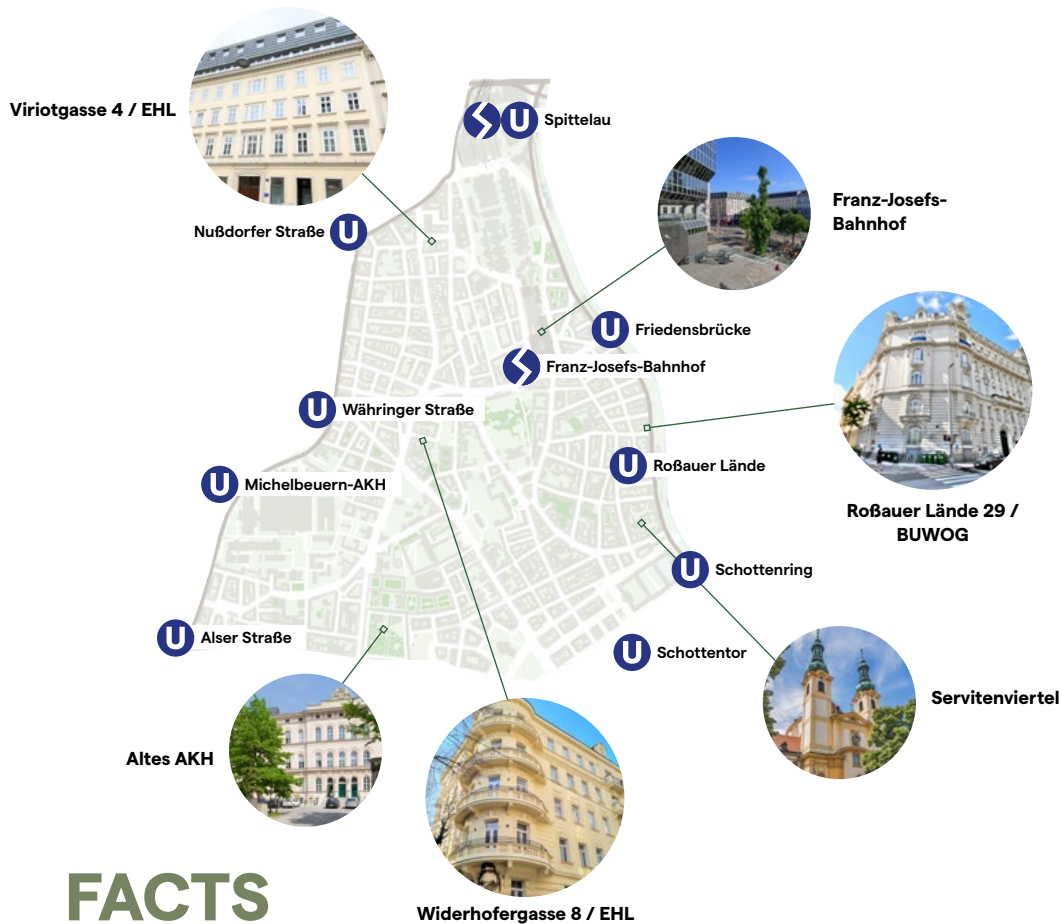 Viriotgasse 4 / EHL
U
Spittelau
Franz-Josefs-
Bahnhof
Nußdorfer Straße
U
U
Friedensbrücke
Franz-Josefs-Bahnhof
U
Währinger Straße
U
Roßauer Lände
U
Michelbeuern-AKH
Roßauer Lände 29 /
BUWOG
U
Schottenring
U
Alser Straße
U
Schottentor
Servitenviertel
Altes AKH
FACTS
Widerhofergasse 8 / EHL